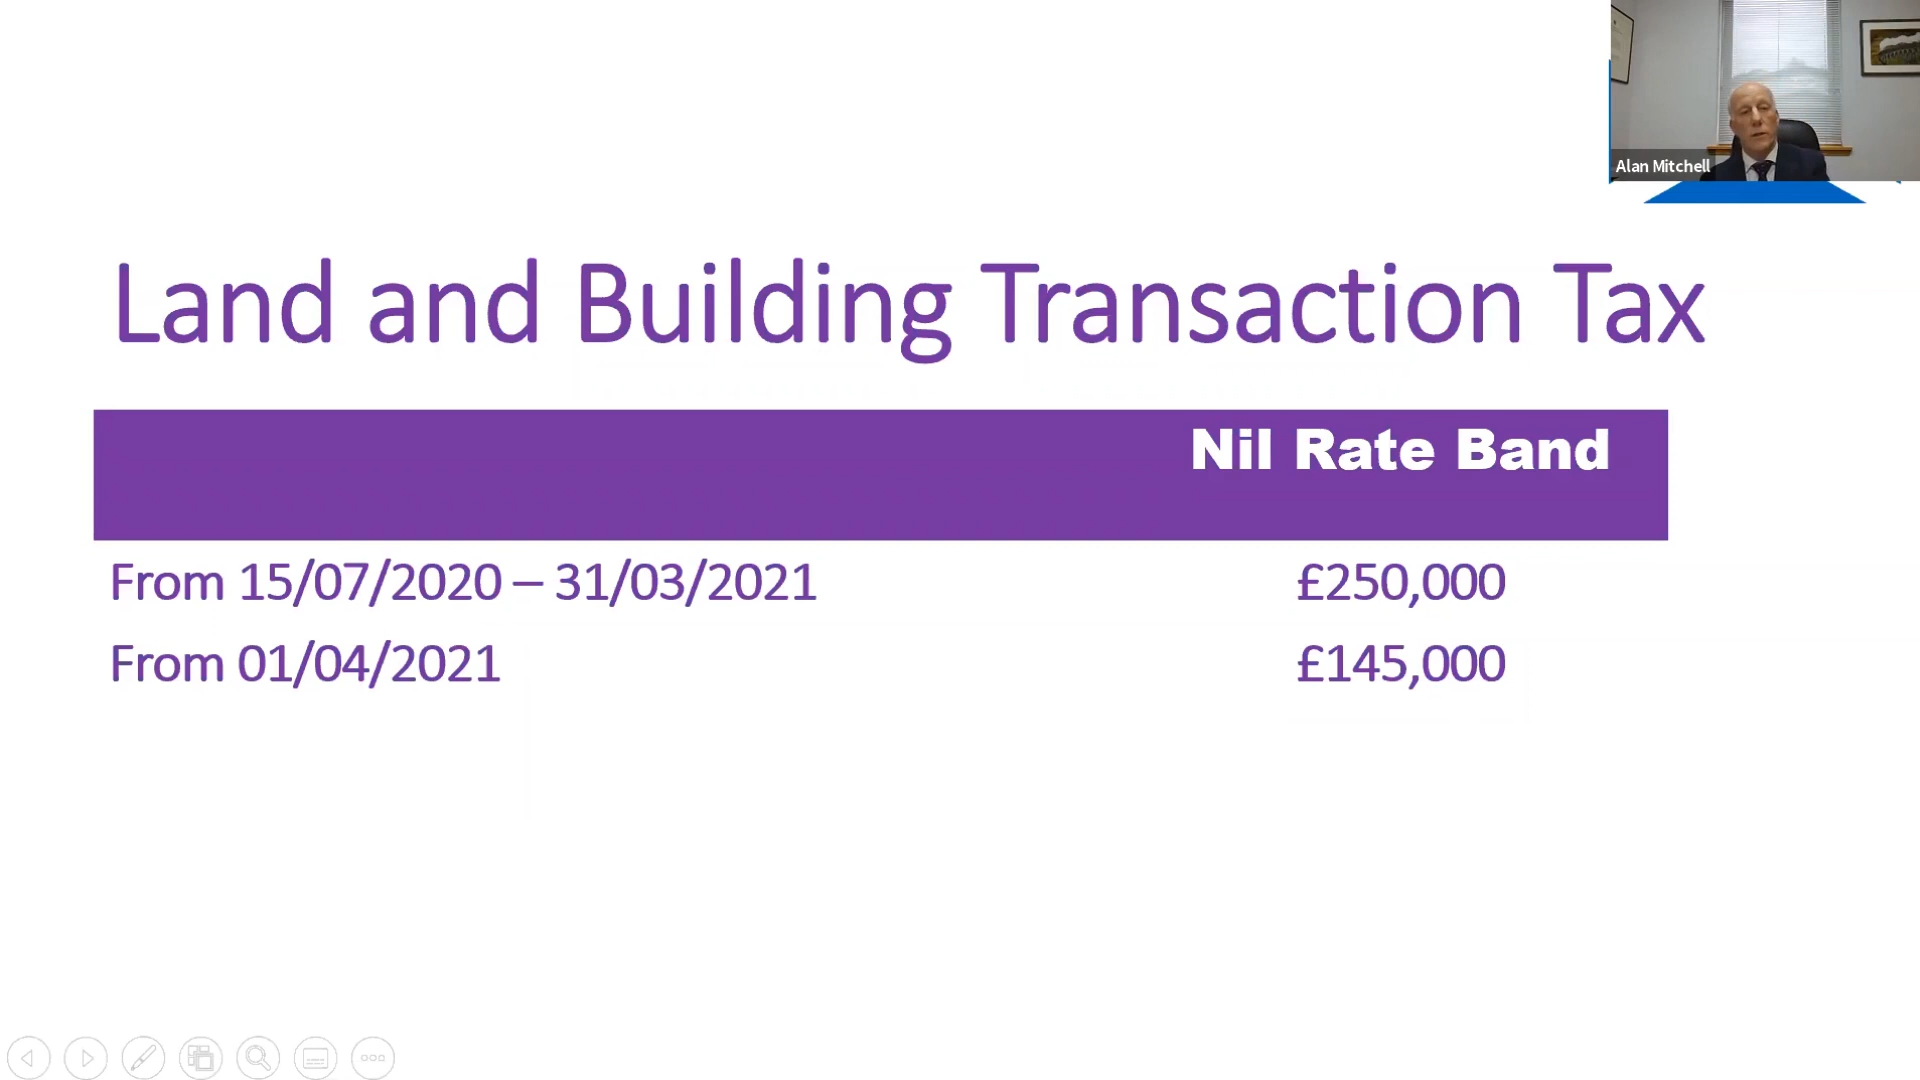 Alan Mitchell
Land and Building Transaction Tax
Nil Rate Band
From 15/07/2020 – 31/03/2021 £250,000
From 01/04/2021 £145,000